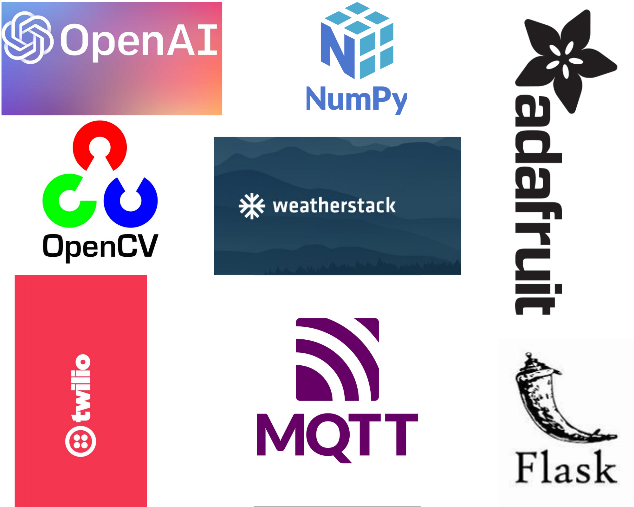 OpenAI
NumPy
adafruit
OpenCV
weatherstack
twilio
MQTT
Flask